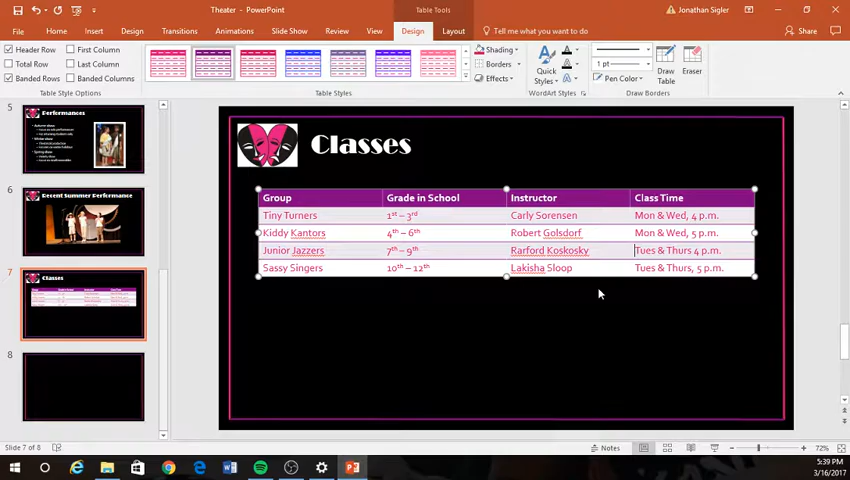 Theater - PowerPoint
Table Tools
Jonathan Sigler
File Home Insert Design Transitions Animations Slide Show Review View Design Layout Tell me what you want to do Share
Header Row First Column
Total Row Last Column
Banded Rows Banded Columns
Shading
Borders
Effects
Quick Styles
1 pt
Pen Color
Draw Table
Eraser
Table Style Options
Table Styles
WordArt Styles
Draw Borders
5
Performances
6
Recent Summer Performance
7
Classes
8
Classes
Group Grade in School Instructor Class Time
Tiny Turners 1st – 3rd Carly Sorensen Mon & Wed, 4 p.m.
Kiddy Kantors 4th – 6th Robert Golsdorf Mon & Wed, 5 p.m.
Junior Jazzers 7th – 9th Rarford Koskosky Tues & Thurs 4 p.m.
Sassy Singers 10th – 12th Lakisha Sloop Tues & Thurs, 5 p.m.
Slide 7 of 8
Notes
72%
5:39 PM
3/16/2017